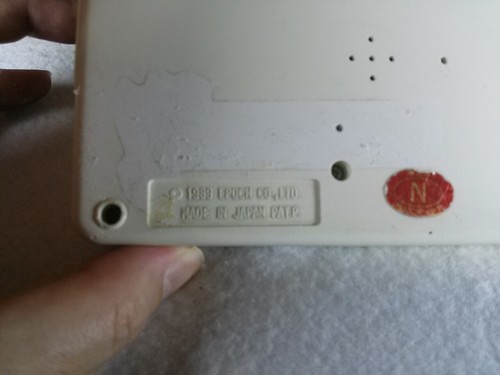 © 1989 EPOCH CO.,LTD.
MADE IN JAPAN PAT.P.
N